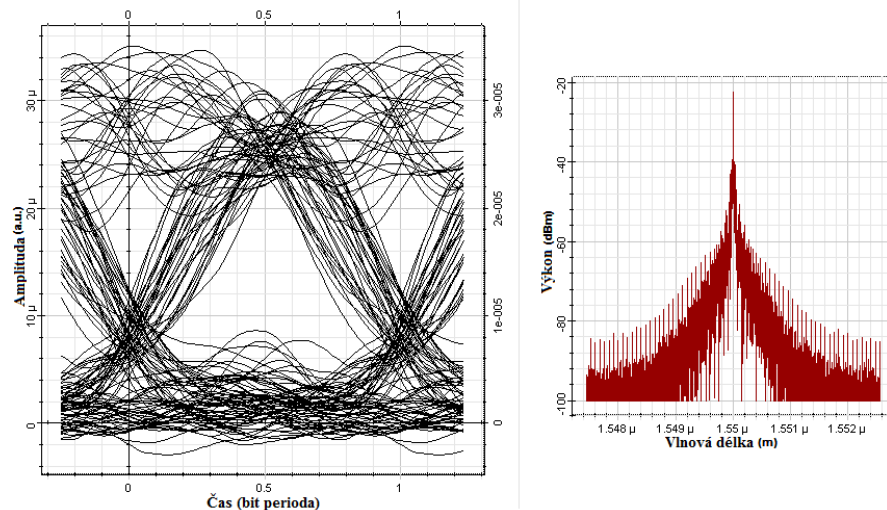 0 0.5 1
30 µ
20 µ
10 µ
0
Amplituda (a.u.)
3e-005
2e-005
1e-005
0
0 0.5 1
Čas (bit perioda)
-20
-40
-60
-80
-100
Výkon (dBm)
1.548 µ 1.549 µ 1.55 µ 1.551 µ 1.552 µ
Vlnová délka (m)